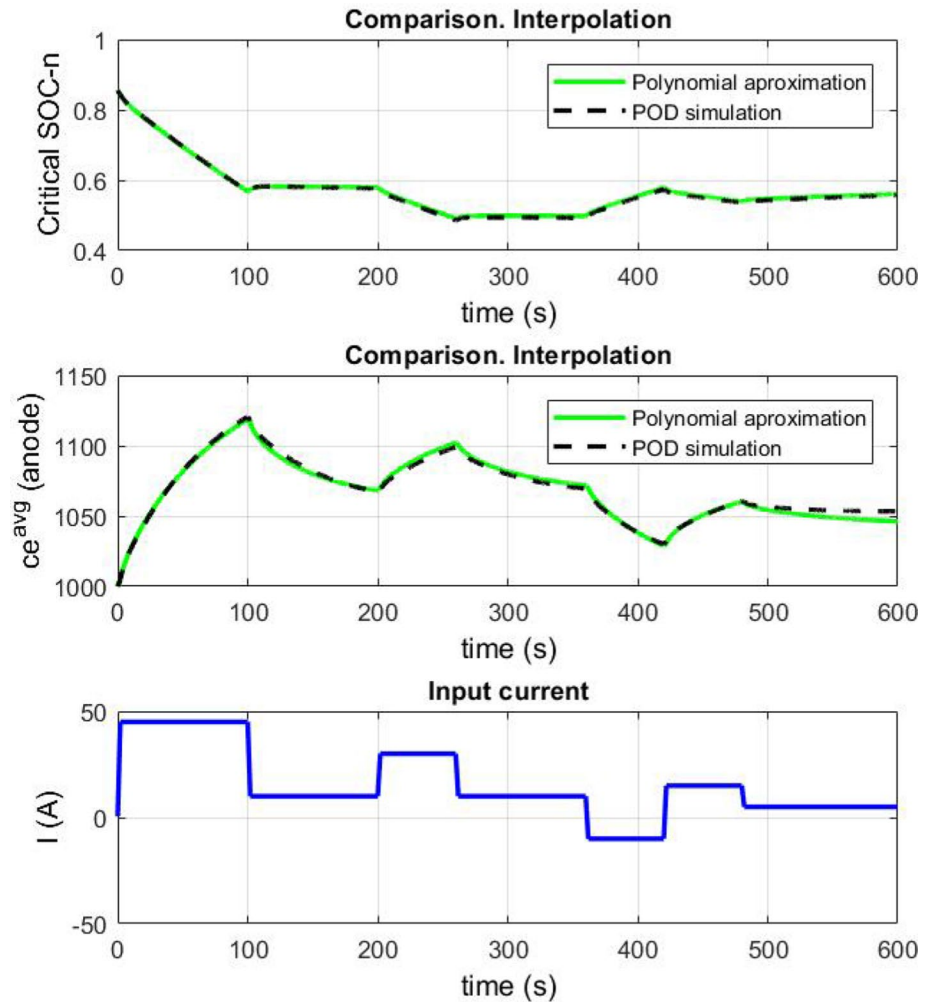 Comparison. Interpolation
Critical SOC-n
1
0.8
0.6
0.4
Polynomial aproximation
POD simulation
0 100 200 300 400 500 600
time (s)
Comparison. Interpolation
ce^avg (anode)
1150
1100
1050
1000
Polynomial aproximation
POD simulation
0 100 200 300 400 500 600
time (s)
Input current
I (A)
50
0
-50
0 100 200 300 400 500 600
time (s)